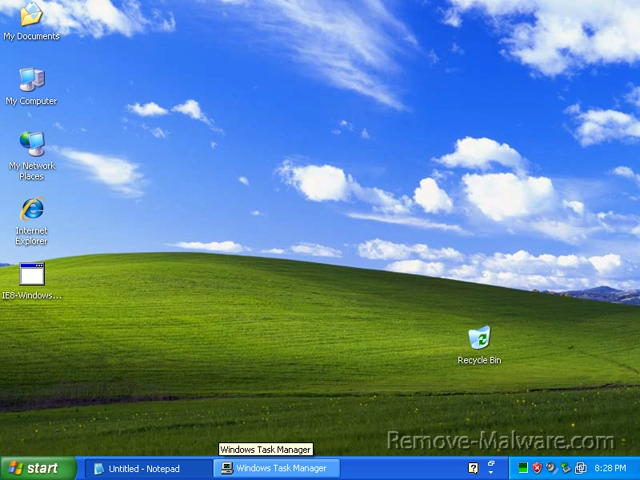 My Documents
My Computer
My Network
Places
Internet
Explorer
IE8-Windows...
Recycle Bin
Remove-Malware.com
Windows Task Manager
start
Untitled - Notepad
Windows Task Manager
?
8:28 PM